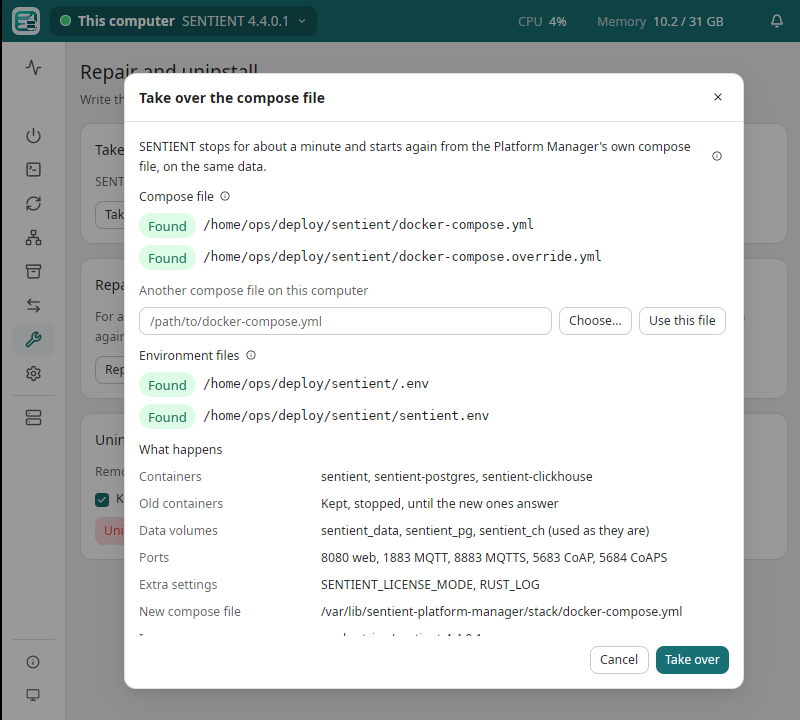 This computer SENTIENT 4.4.0.1
CPU 4% Memory 10.2 / 31 GB
Repair and uninstall
Take over the compose file
SENTIENT stops for about a minute and starts again from the Platform Manager's own compose
file, on the same data.
Compose file
Found /home/ops/deploy/sentient/docker-compose.yml
Found /home/ops/deploy/sentient/docker-compose.override.yml
Another compose file on this computer
/path/to/docker-compose.yml Choose... Use this file
Environment files
Found /home/ops/deploy/sentient/.env
Found /home/ops/deploy/sentient/sentient.env
What happens
Containers sentient, sentient-postgres, sentient-clickhouse
Old containers Kept, stopped, until the new ones answer
Data volumes sentient_data, sentient_pg, sentient_ch (used as they are)
Ports 8080 web, 1883 MQTT, 8883 MQTTS, 5683 CoAP, 5684 CoAPS
Extra settings SENTIENT_LICENSE_MODE, RUST_LOG
New compose file /var/lib/sentient-platform-manager/stack/docker-compose.yml
Cancel Take over